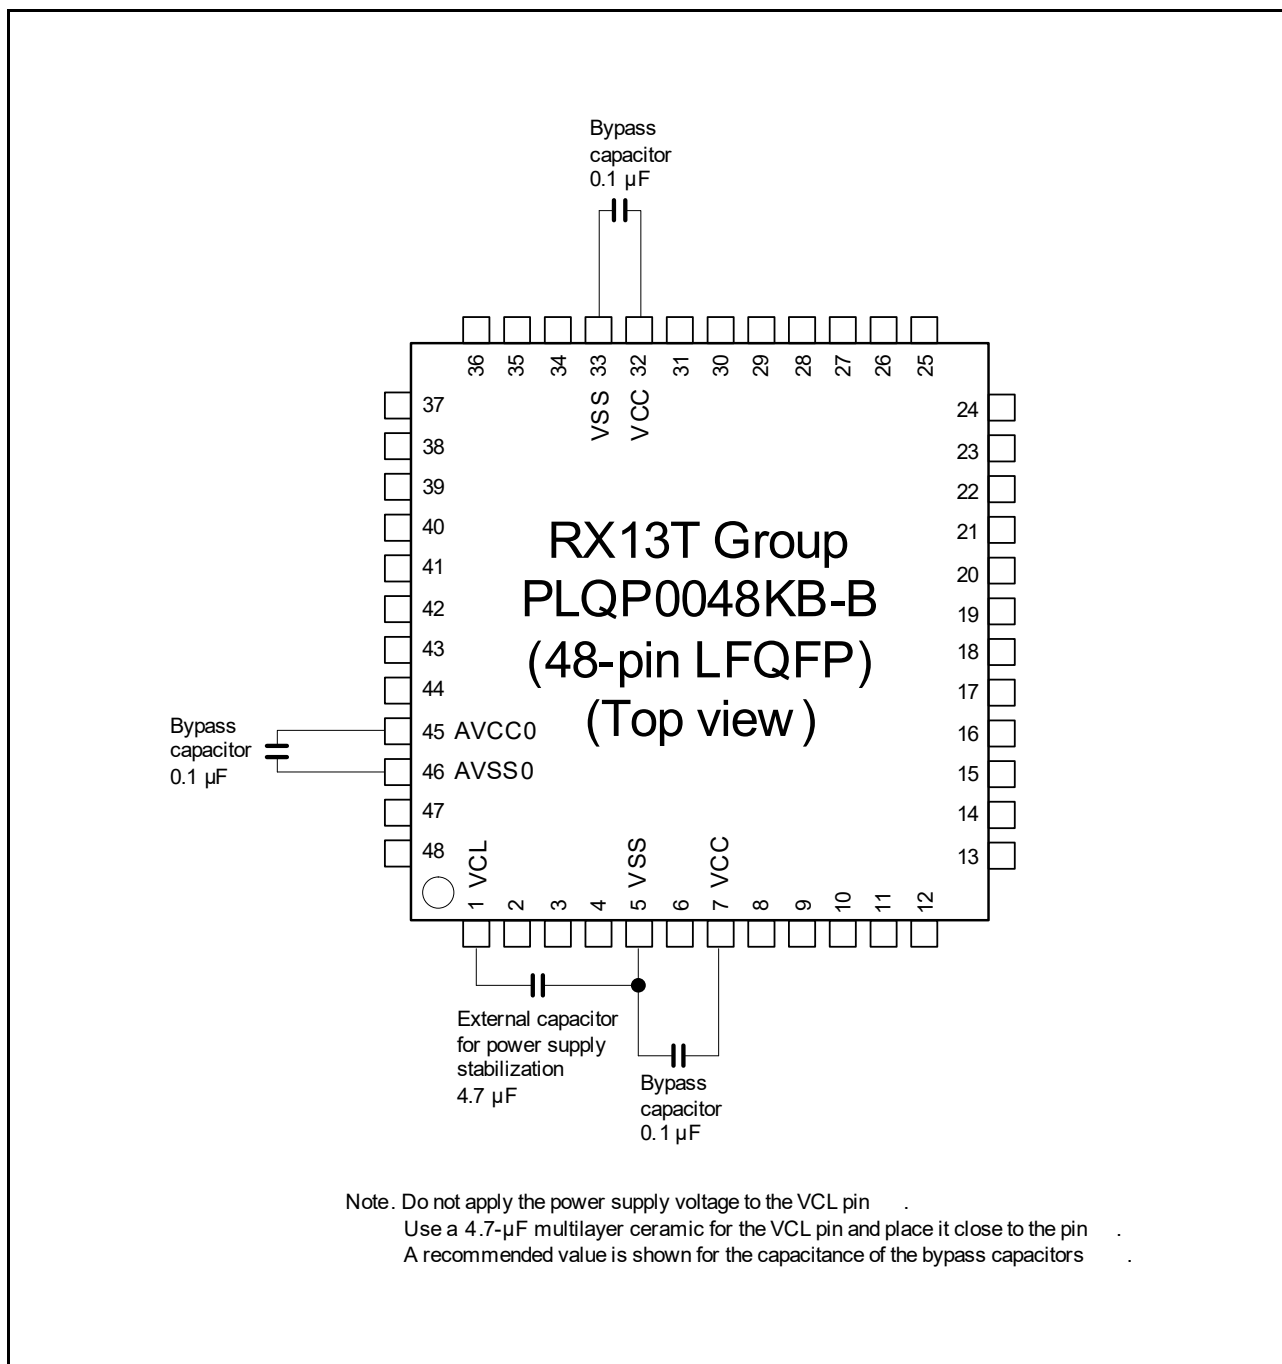 Bypass
capacitor
0.1 µF
36
35
34
33
32
31
30
29
28
27
26
25
VSS
VCC
37
38
39
40
41
42
43
44
45 AVCC0
46 AVSS0
47
48
24
23
22
21
20
19
18
17
16
15
14
13
RX13T Group
PLQP0048KB-B
(48-pin LFQFP)
(Top view)
Bypass
capacitor
0.1 µF
VCL
VSS
VCC
1
2
3
4
5
6
7
8
9
10
11
12
External capacitor
for power supply
stabilization
4.7 µF
Bypass
capacitor
0.1 µF
Note. Do not apply the power supply voltage to the VCL pin .
Use a 4.7-µF multilayer ceramic for the VCL pin and place it close to the pin .
A recommended value is shown for the capacitance of the bypass capacitors .